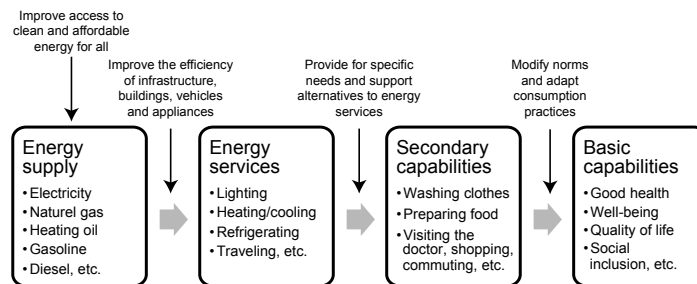 Improve access to
clean and affordable
energy for all
Improve the efficiency
of infrastructure,
buildings, vehicles
and appliances
Provide for specific
needs and support
alternatives to energy
services
Modify norms
and adapt
consumption
practices
Energy
supply
• Electricity
• Naturel gas
• Heating oil
• Gasoline
• Diesel, etc.
Energy
services
• Lighting
• Heating/cooling
• Refrigerating
• Traveling, etc.
Secondary
capabilities
• Washing clothes
• Preparing food
• Visiting the
doctor, shopping,
commuting, etc.
Basic
capabilities
• Good health
• Well-being
• Quality of life
• Social
inclusion, etc.